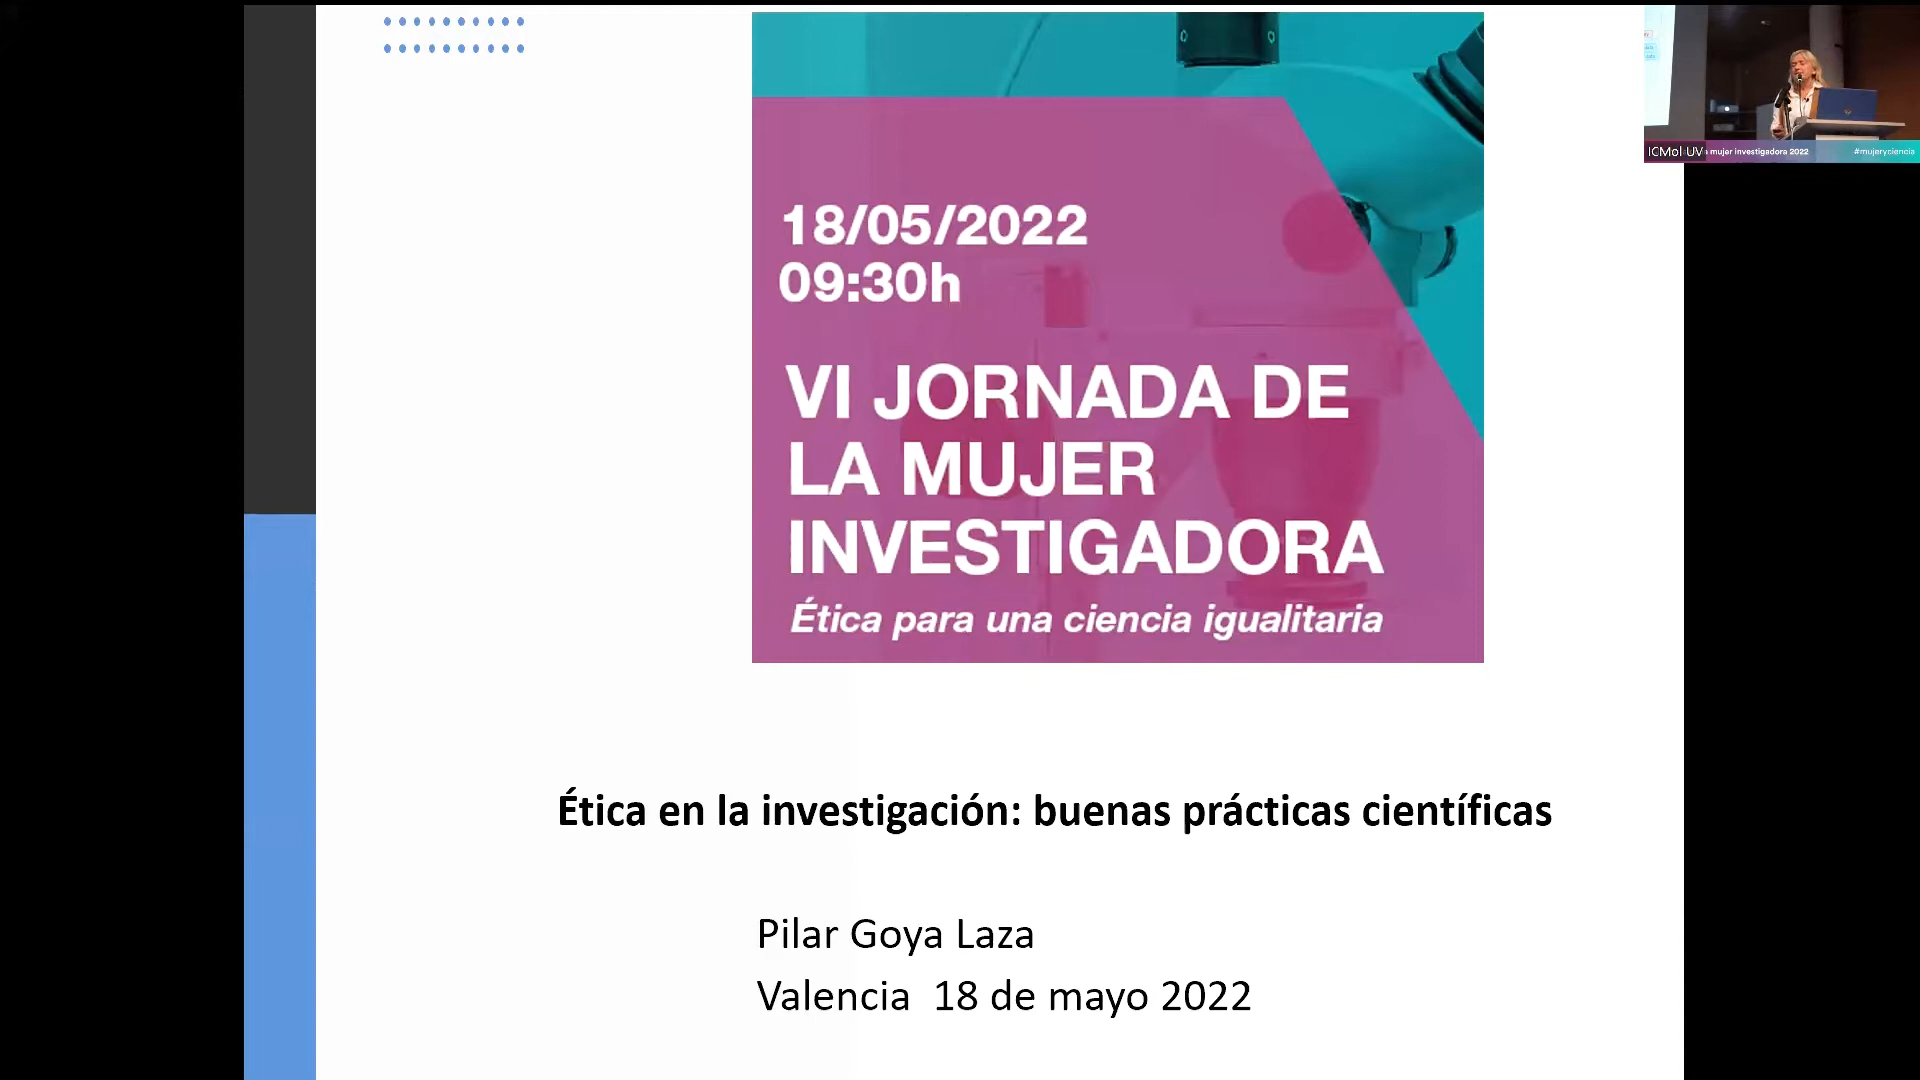 18/05/2022
09:30h
VI JORNADA DE
LA MUJER
INVESTIGADORA
Ética para una ciencia igualitaria
Ética en la investigación: buenas prácticas científicas
Pilar Goya Laza
Valencia 18 de mayo 2022
ICMol UV
mujer investigadora 2022
#mujeryciencia